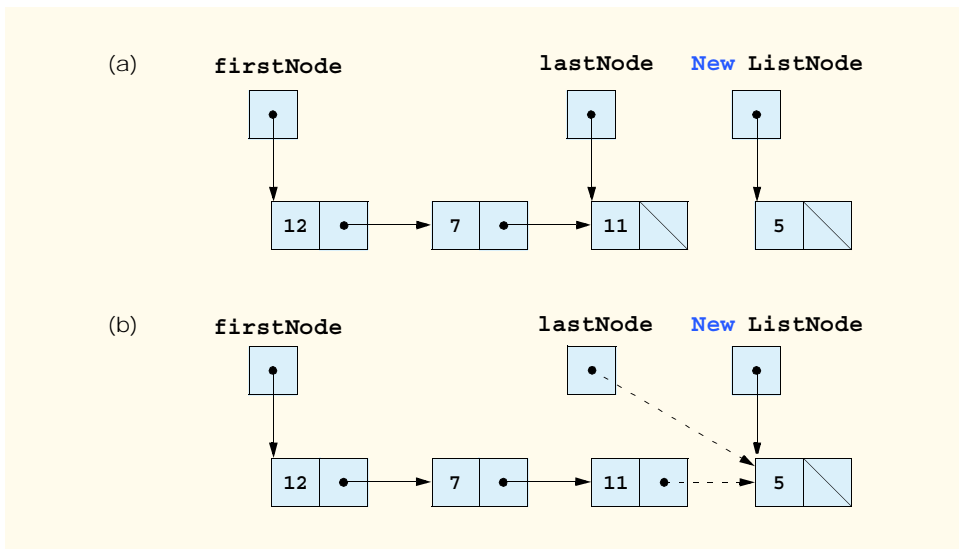 (a) firstNode lastNode New ListNode
12 7 11 5
(b) firstNode lastNode New ListNode
12 7 11 5